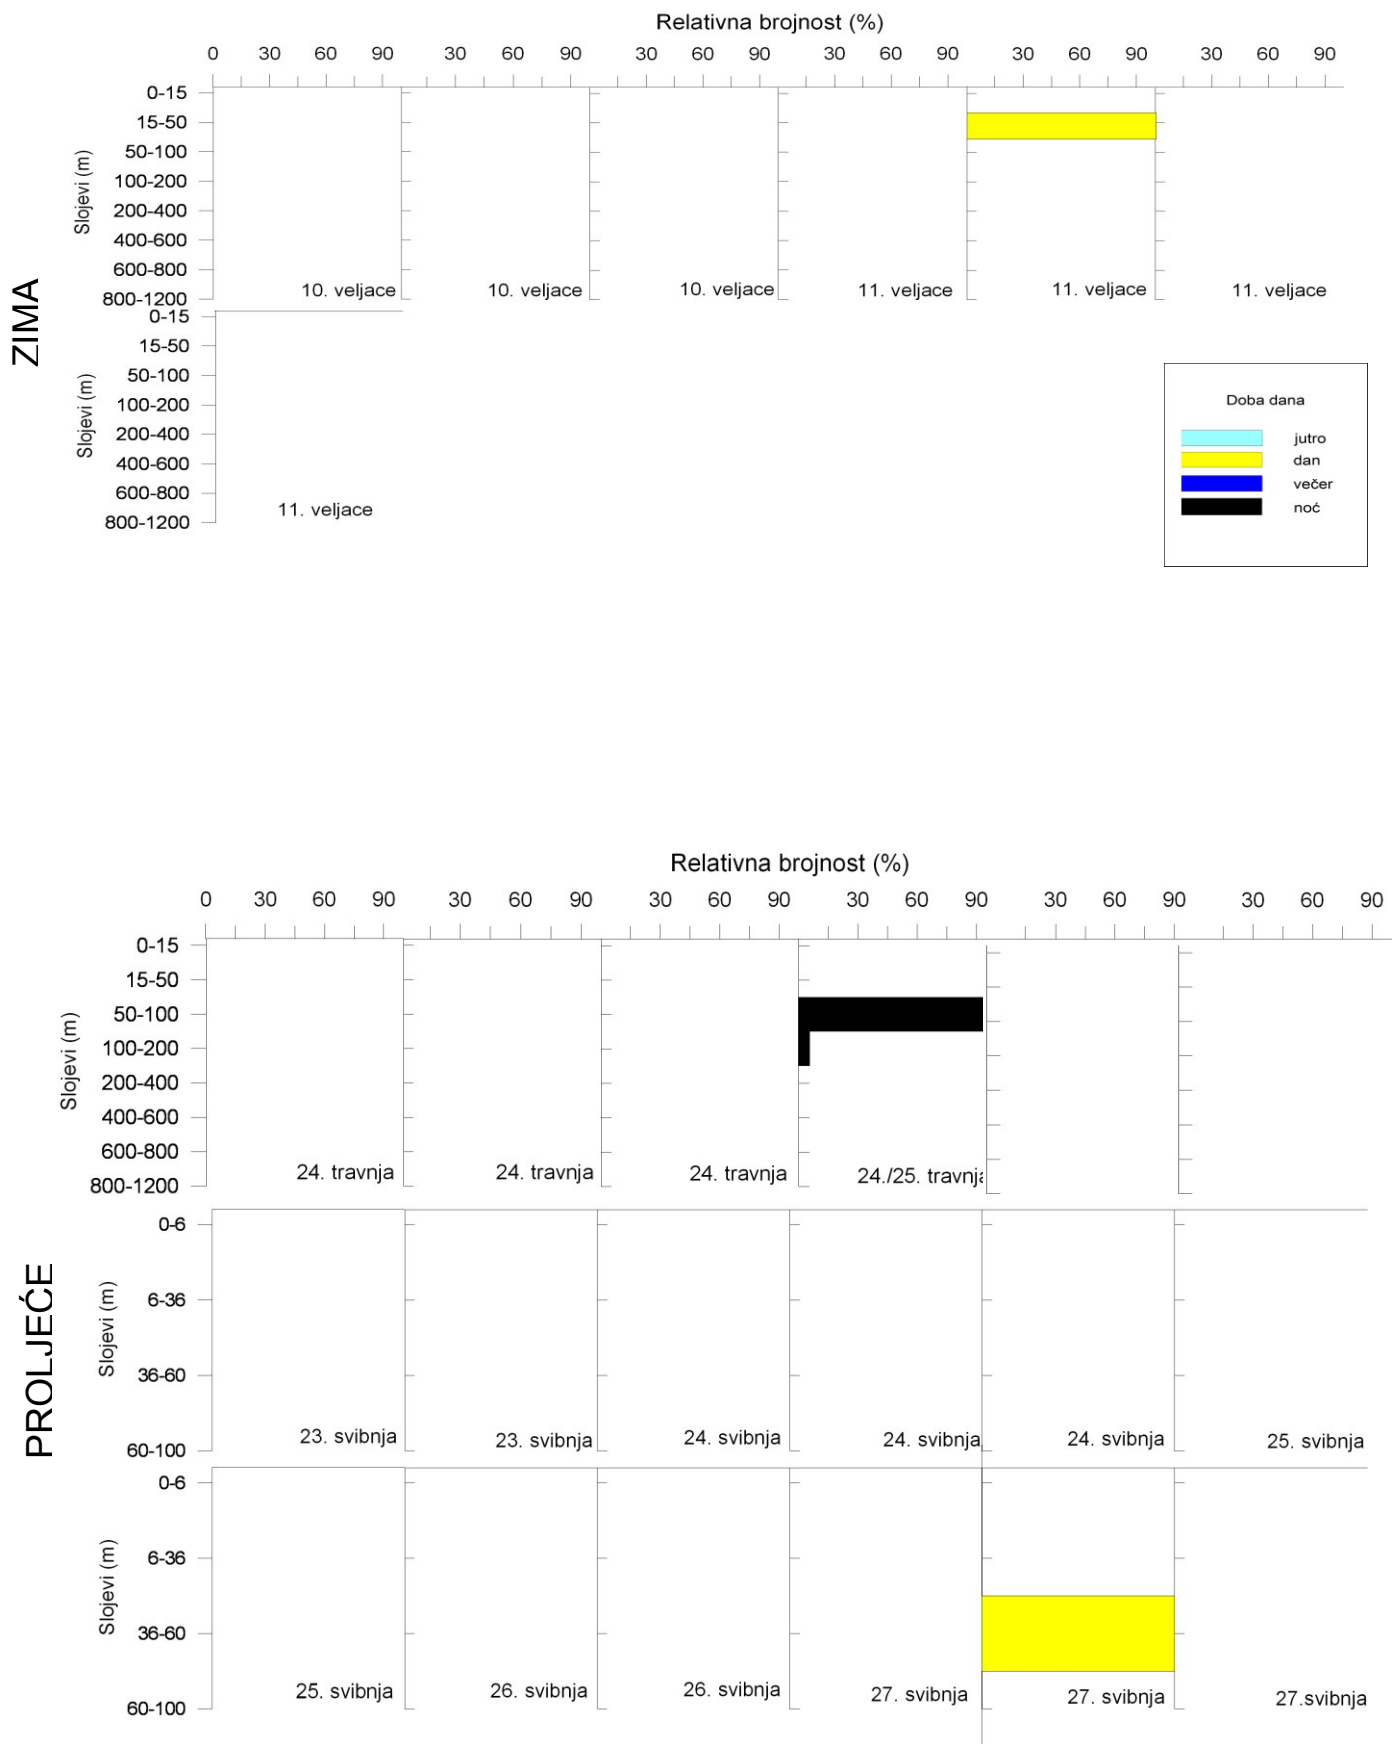 Relativna brojnost (%)
0 30 60 90 30 60 90 30 60 90 30 60 90 30 60 90 30 60 90
0-15
15-50
50-100
100-200
200-400
400-600
600-800
800-1200
Slojevi (m)
10. veljace 10. veljace 10. veljace 11. veljace 11. veljace 11. veljace
ZIMA
0-15
15-50
50-100
100-200
200-400
400-600
600-800
800-1200
Slojevi (m)
11. veljace
Doba dana
jutro
dan
večer
noć
Relativna brojnost (%)
0 30 60 90 30 60 90 30 60 90 30 60 90 30 60 90 30 60 90
0-15
15-50
50-100
100-200
200-400
400-600
600-800
800-1200
Slojevi (m)
24. travnja 24. travnja 24. travnja 24./25. travnja
PROLJEĆE
0-6
6-36
36-60
60-100
Slojevi (m)
23. svibnja 23. svibnja 24. svibnja 24. svibnja 24. svibnja 25. svibnja
0-6
6-36
36-60
60-100
Slojevi (m)
25. svibnja 26. svibnja 26. svibnja 27. svibnja 27. svibnja 27.svibnja